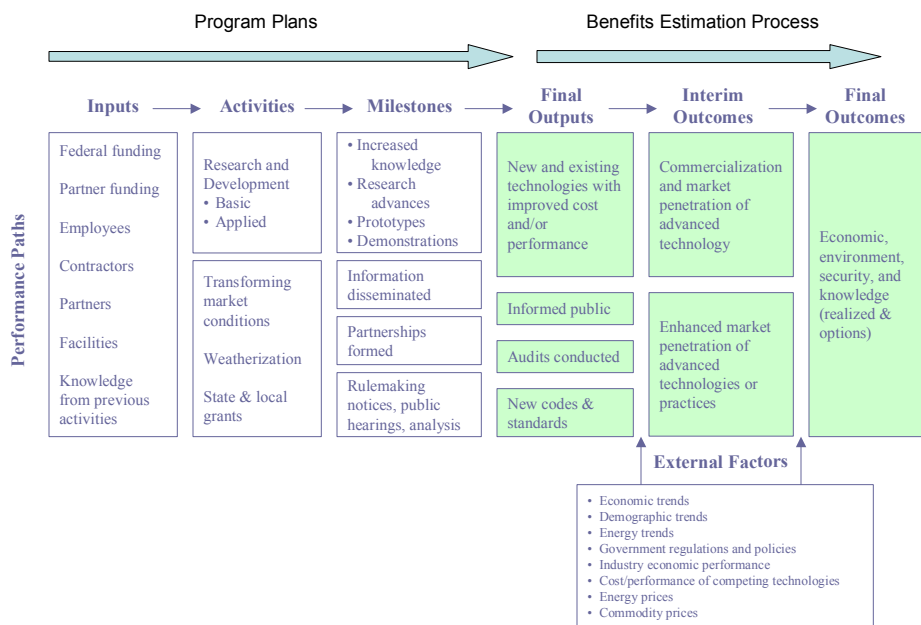 Program Plans
Benefits Estimation Process
Inputs
Activities
Milestones
Final
Outputs
Interim
Outcomes
Final
Outcomes
Performance Paths
Federal funding
Partner funding
Employees
Contractors
Partners
Facilities
Knowledge
from previous
activities
Research and
Development
• Basic
• Applied
Transforming
market
conditions
Weatherization
State & local
grants
• Increased
knowledge
• Research
advances
• Prototypes
• Demonstrations
Information
disseminated
Partnerships
formed
Rulemaking
notices, public
hearings, analysis
New and existing
technologies with
improved cost
and/or
performance
Informed public
Audits conducted
New codes &
standards
Commercialization
and market
penetration of
advanced
technology
Enhanced market
penetration of
advanced
technologies or
practices
Economic,
environment,
security, and
knowledge
(realized &
options)
External Factors
• Economic trends
• Demographic trends
• Energy trends
• Government regulations and policies
• Industry economic performance
• Cost/performance of competing technologies
• Energy prices
• Commodity prices